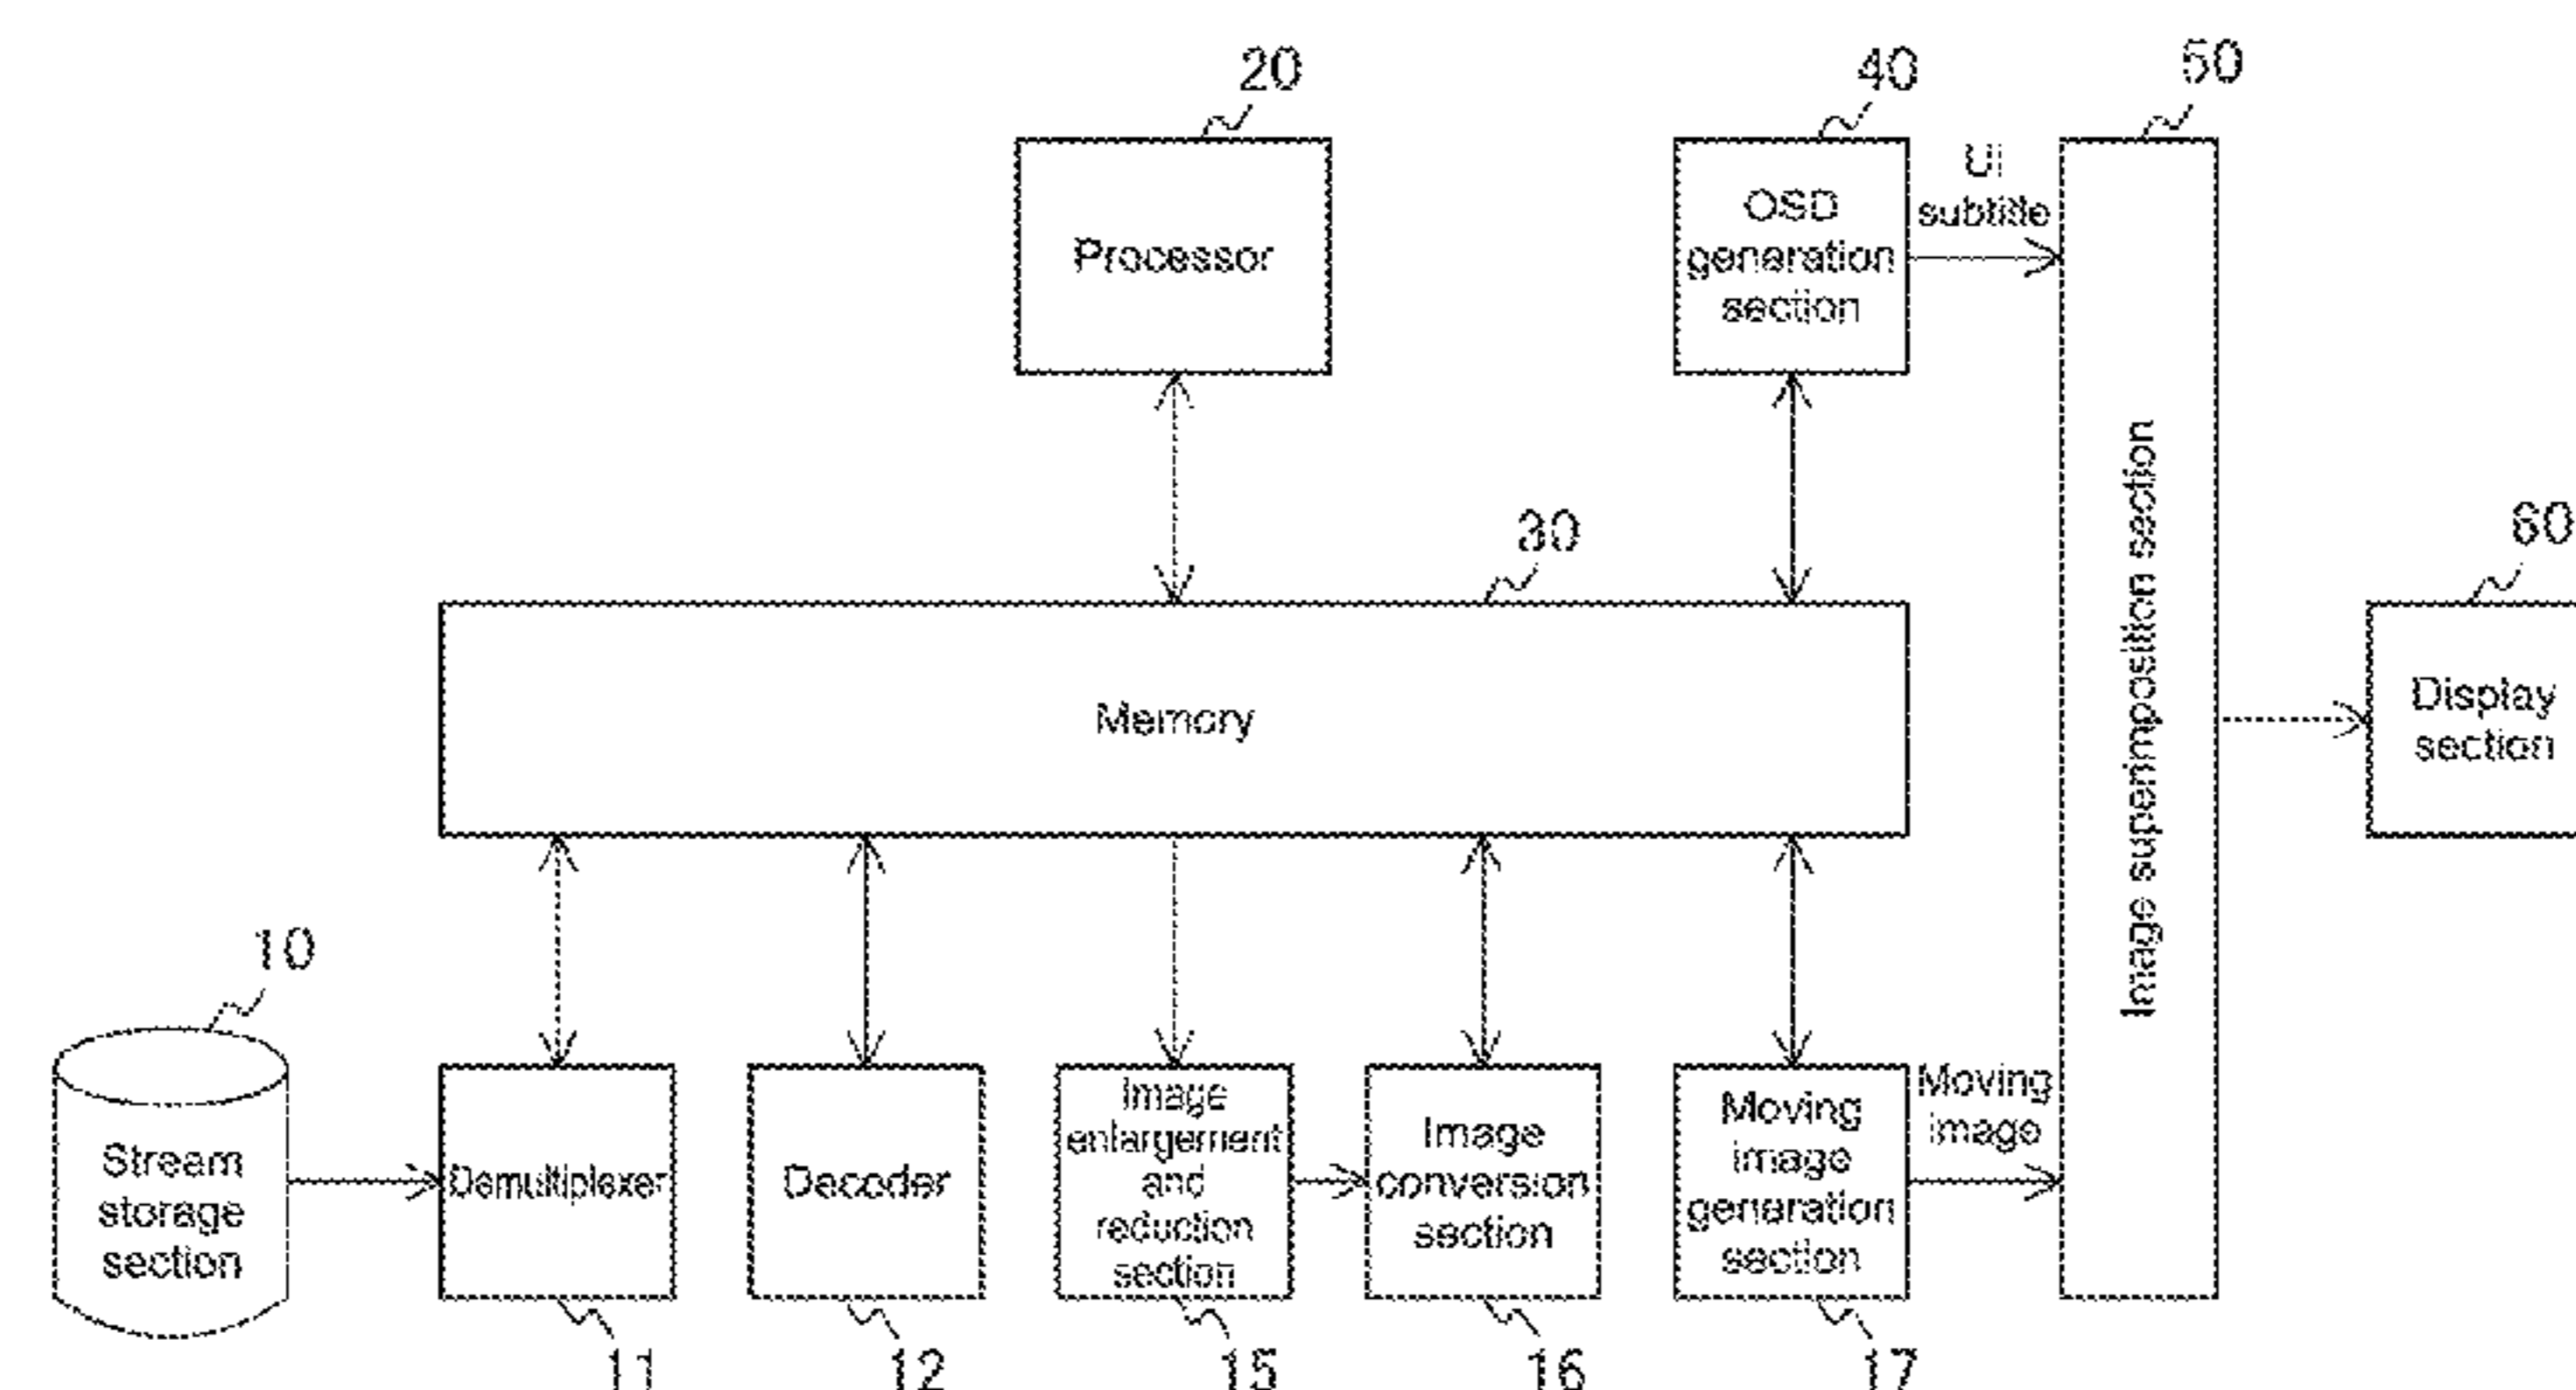 20
40
50
Processor
OSD
generation
section
UI
subtitle
Image superimposition section
30
60
Memory
Display
section
10
Stream
storage
section
Demultiplexer
Decoder
Image
enlargement
and
reduction
section
Image
conversion
section
Moving
image
generation
section
Moving
image
11
12
15
16
17